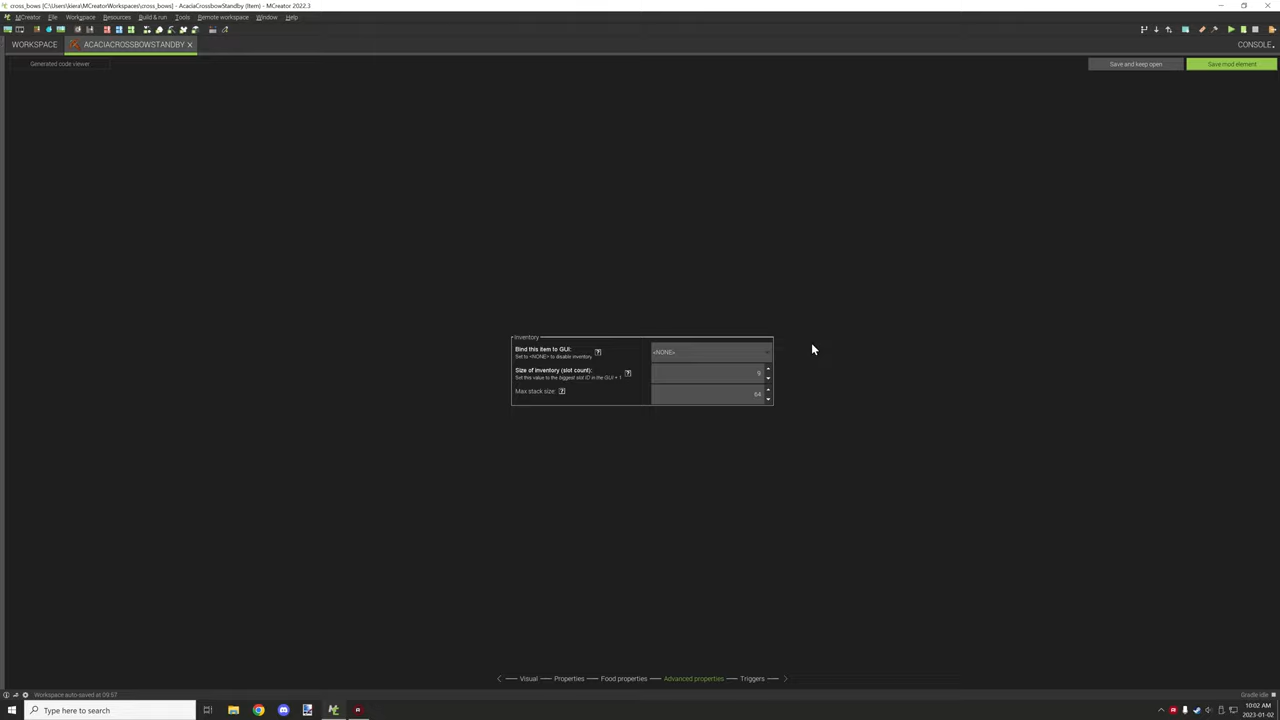 cross_bows [C:\Users\kiera\MCreatorWorkspaces\cross_bows] - AcaciaCrossbowStandby (Item) - MCreator 2022.3
MCreator File Workspace Resources Build & run Tools Remote workspace Window Help
WORKSPACE ACACIACROSSBOWSTANDBY × CONSOLE
Generated code viewer Save and keep open Save mod element
Inventory
Bind this item to GUI: ? <NONE>
Set to <NONE> to disable inventory
Size of inventory (slot count): ? 9
Set this value to the biggest slot ID in the GUI + 1
Max stack size: ? 64
Visual Properties Food properties Advanced properties Triggers
Workspace auto-saved at 09:57 Gradle idle
Type here to search 10:02 AM
2023-01-02